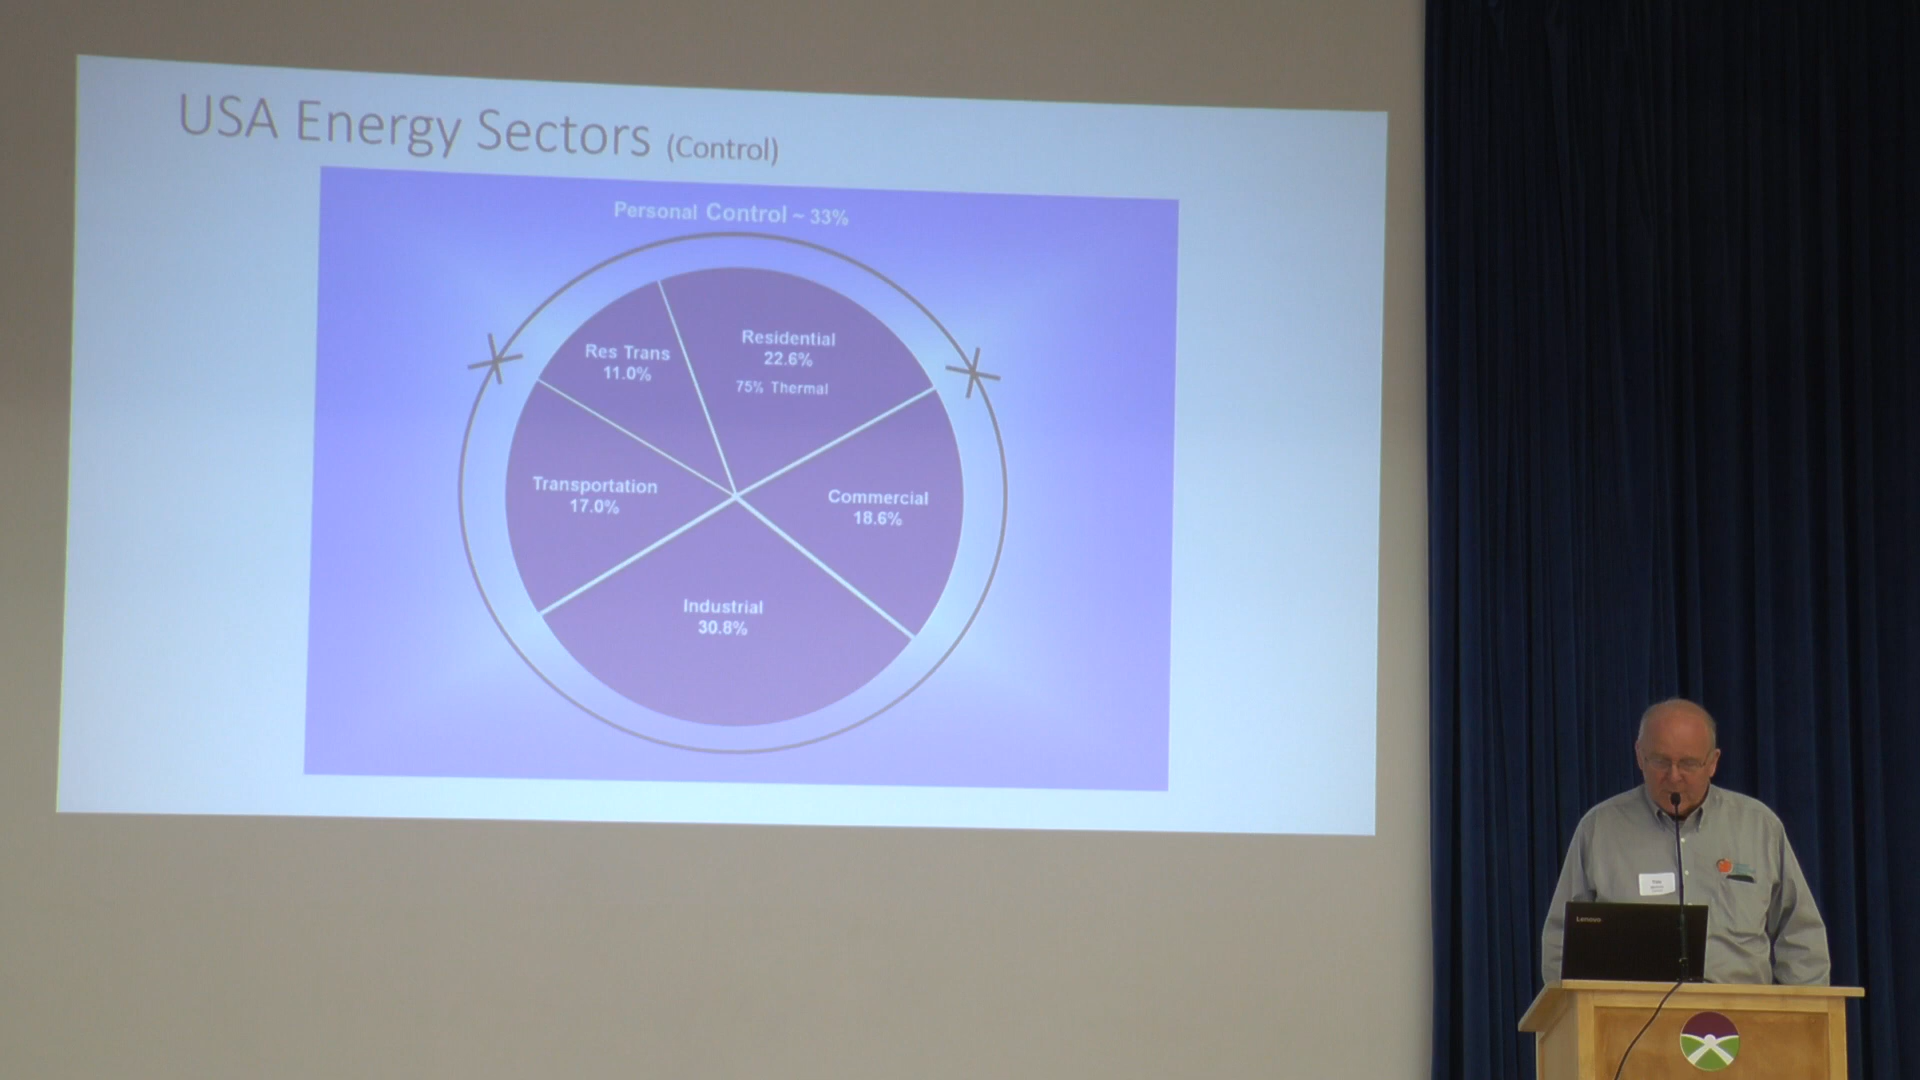 USA Energy Sectors (Control)
Personal Control ~ 33%
Res Trans
11.0%
Residential
22.6%
75% Thermal
Transportation
17.0%
Commercial
18.6%
Industrial
30.8%
Lenovo